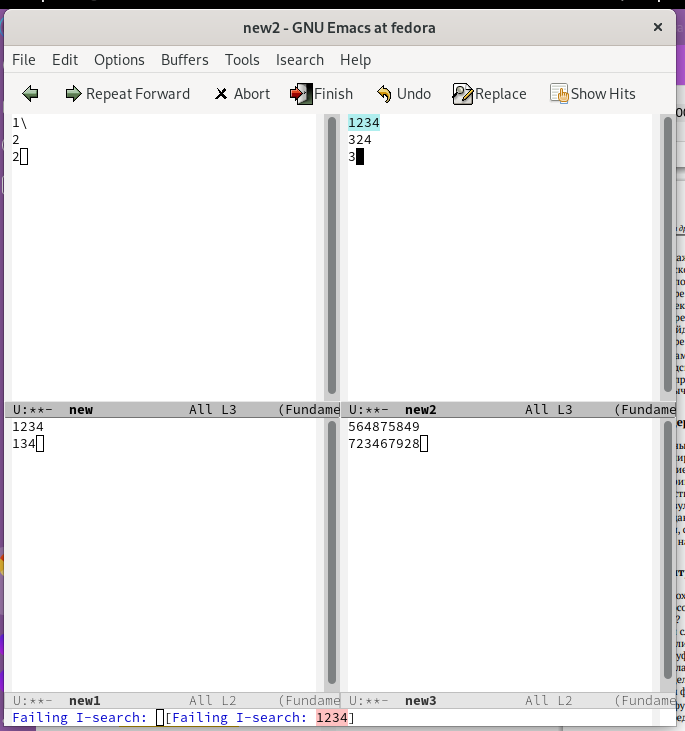 new2 - GNU Emacs at fedora
File Edit Options Buffers Tools Isearch Help
Repeat Forward Abort Finish Undo Replace Show Hits
1\
2
2
1234
324
3
U:**- new All L3 (Fundame
U:**- new2 All L3 (Fundame
1234
134
564875849
723467928
U:**- new1 All L2 (Fundame
U:**- new3 All L2 (Fundame
Failing I-search: [Failing I-search: 1234]